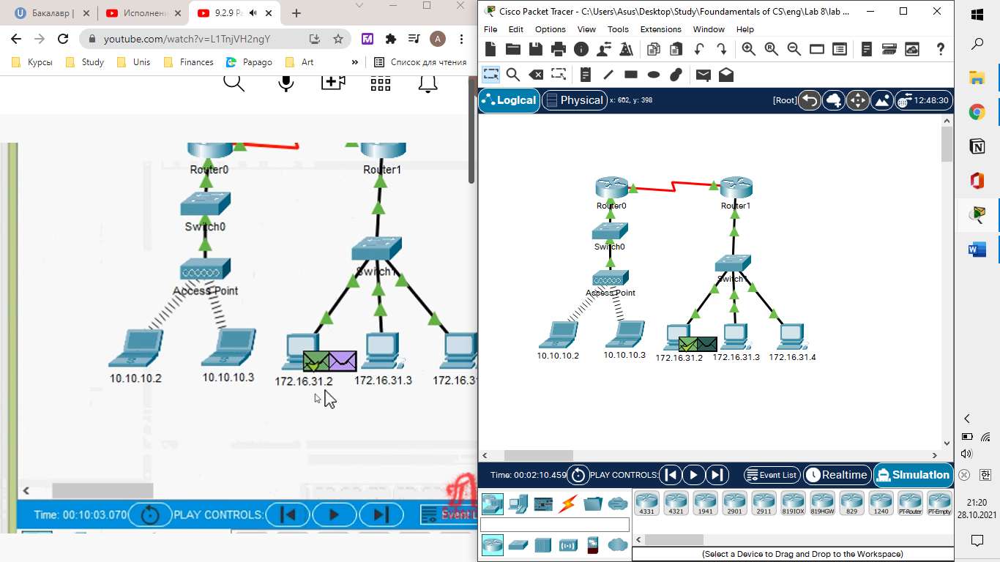 Бакалавр |
Исполнени
9.2.9 Pa
youtube.com/watch?v=L1TnjVH2ngY
A
Курсы
Study
Unis
Finances
Papago
Art
»
Список для чтения
Router0
Router1
Switch0
Switch1
Access Point
10.10.10.2
10.10.10.3
172.16.31.2
172.16.31.3
172.16.31
Time: 00:10:03.070
PLAY CONTROLS:
Event L
Cisco Packet Tracer - C:\Users\Asus\Desktop\Study\Foundamentals of CS\eng\Lab 8\lab ...
File Edit Options View Tools Extensions Window Help
Logical
Physical
x: 602, y: 398
[Root]
12:48:30
Router0
Router1
Switch0
Switch1
Access Point
10.10.10.2
10.10.10.3
172.16.31.2
172.16.31.3
172.16.31.4
Time: 00:02:10.459
PLAY CONTROLS:
Event List
Realtime
Simulation
4331
4321
1941
2901
2911
819IOX
819HGW
829
1240
PT-Router
PT-Empty
(Select a Device to Drag and Drop to the Workspace)
한
21:20
28.10.2021